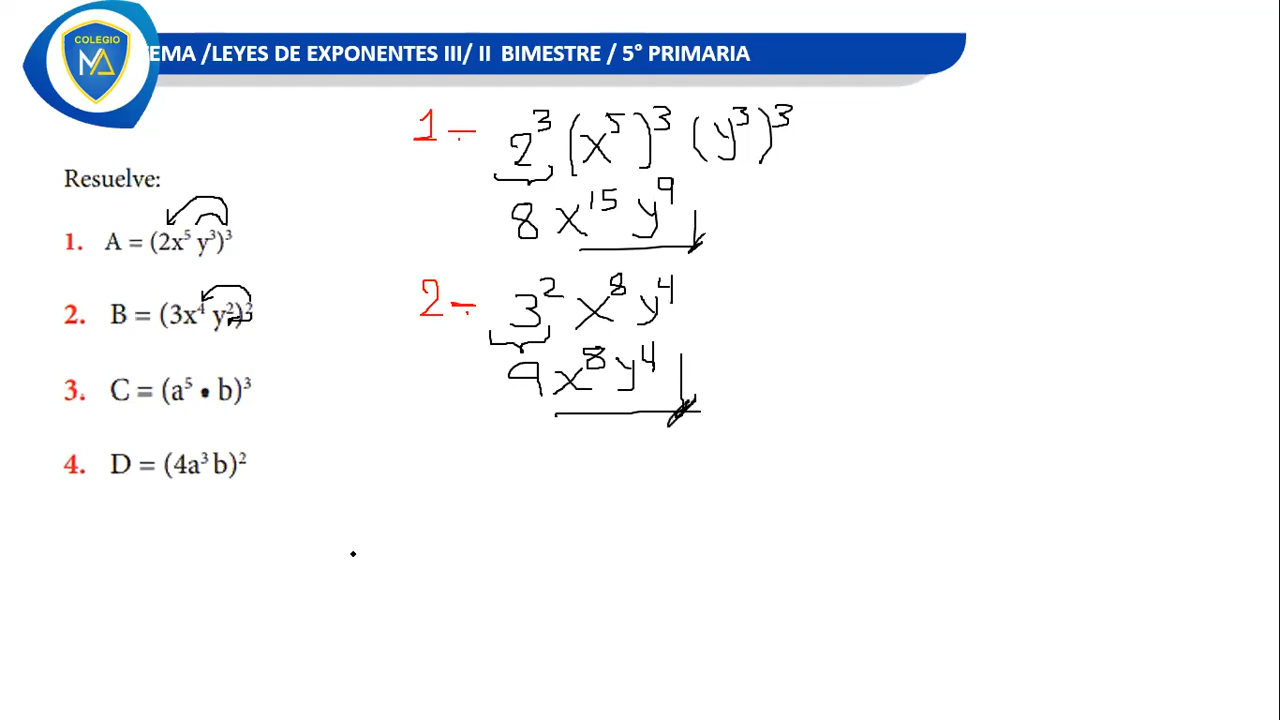 COLEGIO
MA
TEMA /LEYES DE EXPONENTES III/ II BIMESTRE / 5° PRIMARIA
Resuelve:
1. A = (2x⁵ y³)³
2. B = (3x⁴ y²)²
3. C = (a⁵ • b)³
4. D = (4a³ b)²
1- 2³ (x⁵)³ (y³)³
8 x¹⁵ y⁹
2- 3² x⁸ y⁴
9 x⁸ y⁴